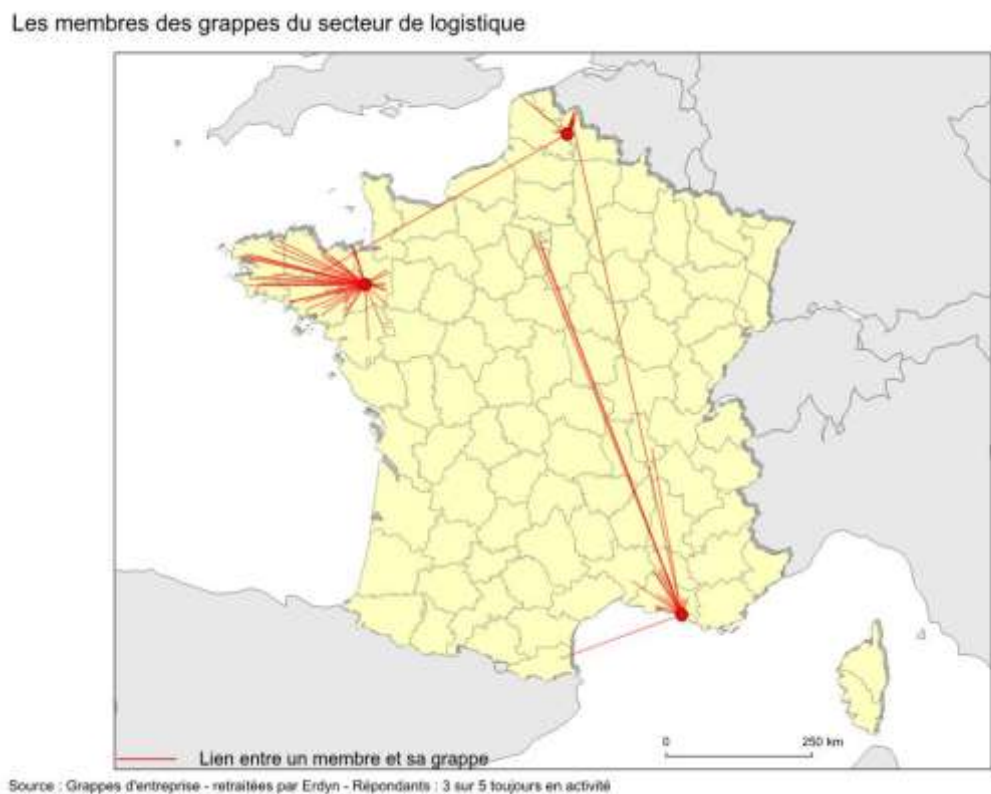 Les membres des grappes du secteur de logistique
0 250 km
Lien entre un membre et sa grappe
Source : Grappes d'entreprise - retraitées par Erdyn - Répondants : 3 sur 5 toujours en activité